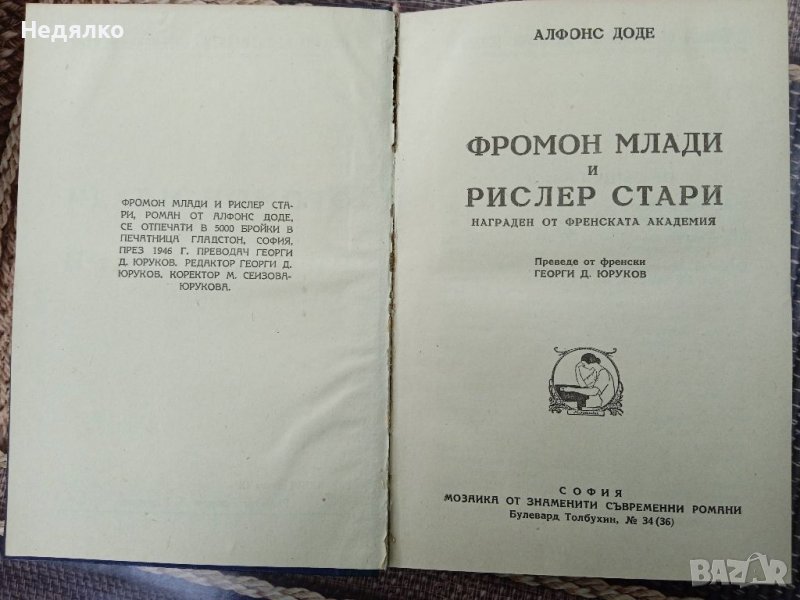 Недялко
ФРОМОН МЛАДИ И РИСЛЕР СТА-
РИ, РОМАН ОТ АЛФОНС ДОДЕ,
СЕ ОТПЕЧАТИ В 5000 БРОЙКИ В
ПЕЧАТНИЦА ГЛАДСТОН, СОФИЯ,
ПРЕЗ 1946 Г. ПРЕВОДАЧ ГЕОРГИ
Д. ЮРУКОВ. РЕДАКТОР ГЕОРГИ Д.
ЮРУКОВ. КОРЕКТОР М. СЕИЗОВА-
ЮРУКОВА.
АЛФОНС ДОДЕ
ФРОМОН МЛАДИ
И
РИСЛЕР СТАРИ
НАГРАДЕН ОТ ФРЕНСКАТА АКАДЕМИЯ
Преведе от френски
ГЕОРГИ Д. ЮРУКОВ
СОФИЯ
МОЗАИКА ОТ ЗНАМЕНИТИ СЪВРЕМЕННИ РОМАНИ
Булевард Толбухин, № 34 (36)
BAZAR